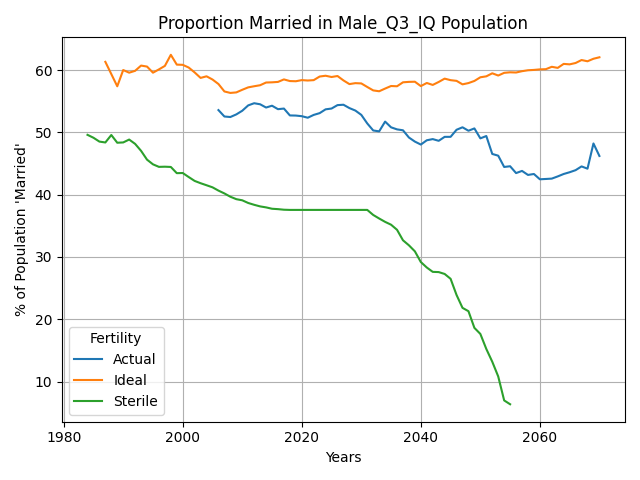 Proportion Married in Male_Q3_IQ Population
% of Population 'Married'
60
50
40
30
20
10
Fertility
Actual
Ideal
Sterile
1980 2000 2020 2040 2060
Years